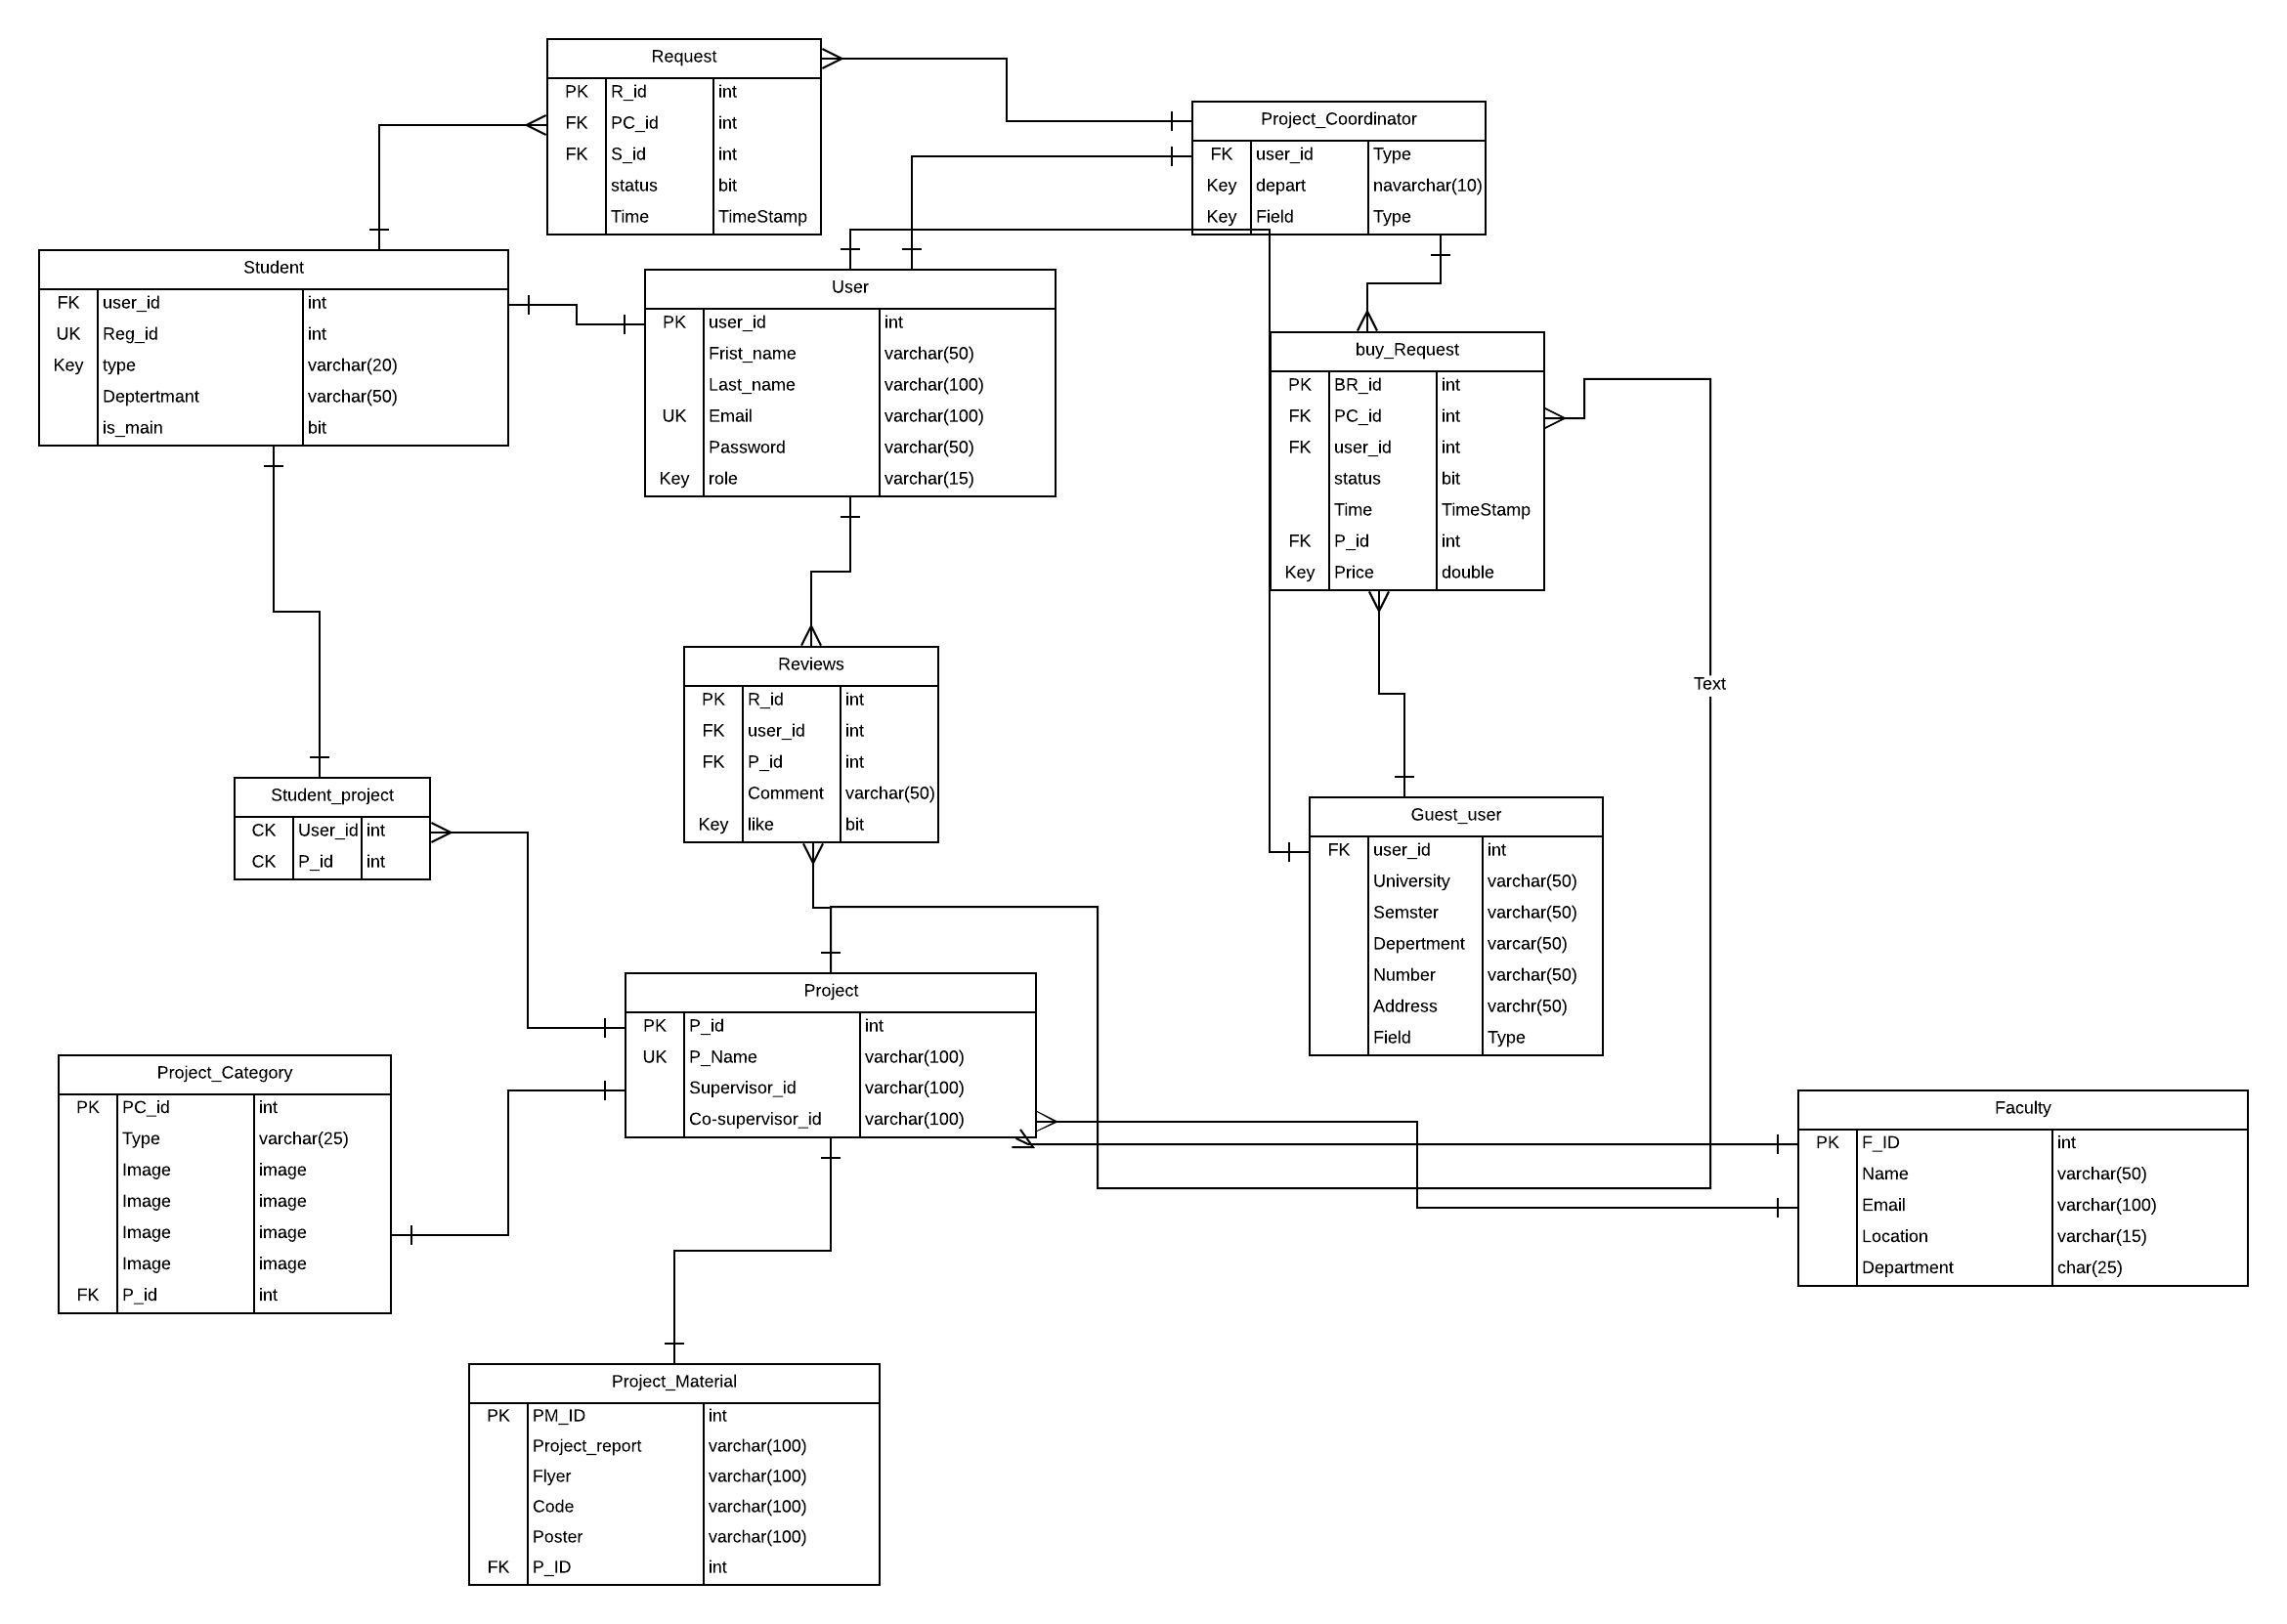 Request
PK R_id int
FK PC_id int
FK S_id int
status bit
Time TimeStamp
Project_Coordinator
FK user_id Type
Key depart navarchar(10)
Key Field Type
Student
FK user_id int
UK Reg_id int
Key type varchar(20)
Deptertmant varchar(50)
is_main bit
User
PK user_id int
Frist_name varchar(50)
Last_name varchar(100)
UK Email varchar(100)
Password varchar(50)
Key role varchar(15)
buy_Request
PK BR_id int
FK PC_id int
FK user_id int
status bit
Time TimeStamp
FK P_id int
Key Price double
Text
Reviews
PK R_id int
FK user_id int
FK P_id int
Comment varchar(50)
Key like bit
Student_project
CK User_id int
CK P_id int
Guest_user
FK user_id int
University varchar(50)
Semster varchar(50)
Depertment varcar(50)
Number varchar(50)
Address varchr(50)
Field Type
Project
PK P_id int
UK P_Name varchar(100)
Supervisor_id varchar(100)
Co-supervisor_id varchar(100)
Project_Category
PK PC_id int
Type varchar(25)
Image image
Image image
Image image
Image image
FK P_id int
Faculty
PK F_ID int
Name varchar(50)
Email varchar(100)
Location varchar(15)
Department char(25)
Project_Material
PK PM_ID int
Project_report varchar(100)
Flyer varchar(100)
Code varchar(100)
Poster varchar(100)
FK P_ID int